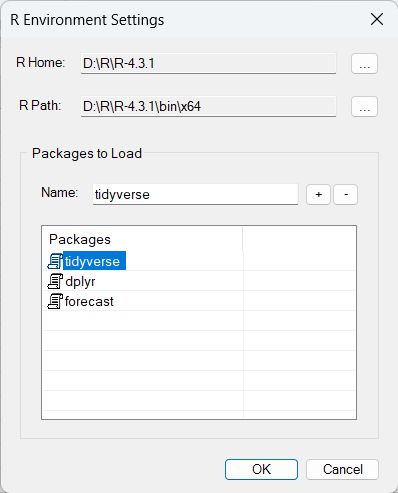 R Environment Settings
R Home: D:\R\R-4.3.1 ...
R Path: D:\R\R-4.3.1\bin\x64 ...
Packages to Load
Name: tidyverse + -
Packages
tidyverse
dplyr
forecast
OK Cancel